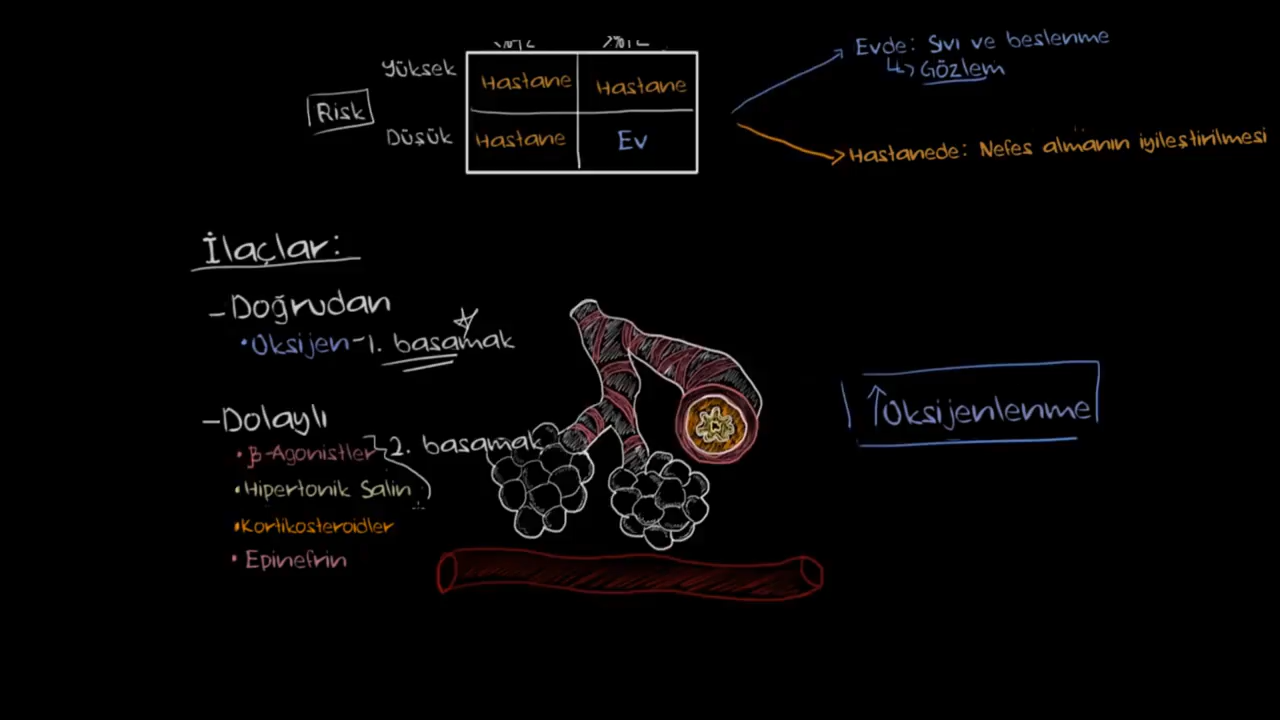 Yüksek Hastane Hastane
Risk
Düşük Hastane Ev
Evde: Sıvı ve beslenme
↳ Gözlem
Hastanede: Nefes almanın iyileştirilmesi
İlaçlar:
- Doğrudan
• Oksijen - 1. basamak
- Dolaylı
• β-Agonistler 2. basamak
• Hipertonik Salin
• Kortikosteroidler
• Epinefrin
↑Oksijenlenme